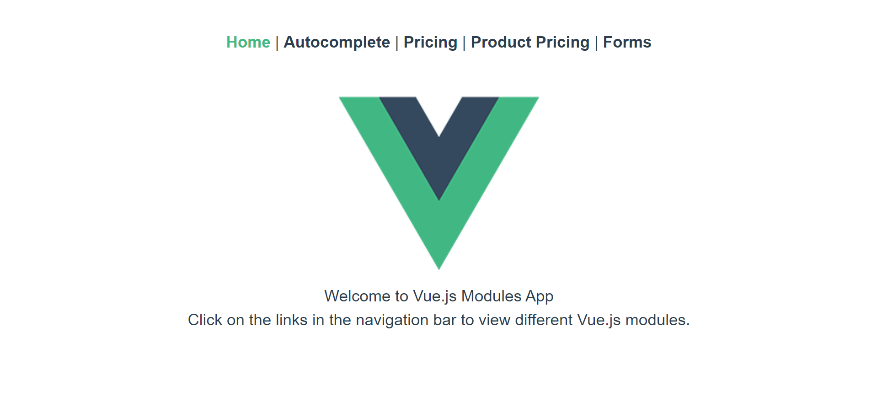 Home | Autocomplete | Pricing | Product Pricing | Forms
Welcome to Vue.js Modules App
Click on the links in the navigation bar to view different Vue.js modules.